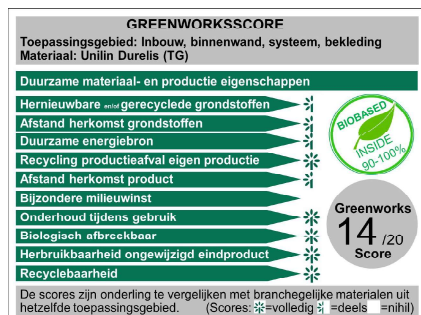 GREENWORKSSCORE
Toepassingsgebied: Inbouw, binnenwand, systeem, bekleding
Materiaal: Unilin Durelis (TG)
Duurzame materiaal- en productie eigenschappen
Hernieuwbare en/of gerecyclede grondstoffen
Afstand herkomst grondstoffen
Duurzame energiebron
Recycling productieafval eigen productie
Afstand herkomst product
Bijzondere milieuwinst
Onderhoud tijdens gebruik
Biologisch afbreekbaar
Herbruikbaarheid ongewijzigd eindproduct
Recyclebaarheid
BIOBASED
INSIDE
90-100%
Greenworks
14 /20
Score
De scores zijn onderling te vergelijken met branchegelijke materialen uit
hetzelfde toepassingsgebied. (Scores: =volledig =deels =nihil)